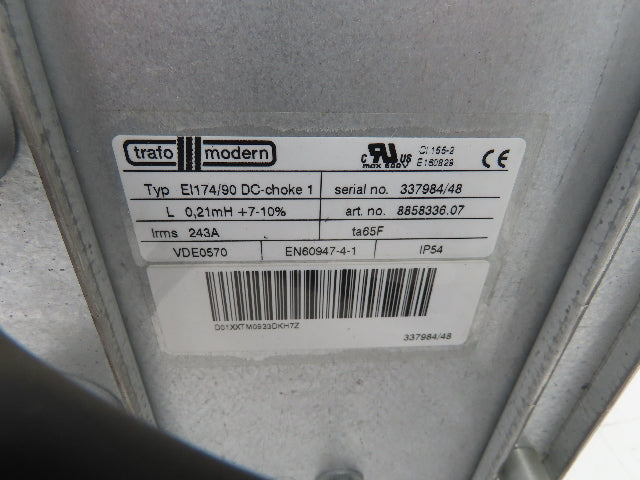 trafo modern
c RU US
max 600V
CI 155-2
E160829
CE
Typ EI174/90 DC-choke 1 serial no. 337984/48
L 0,21mH +7-10% art. no. 8858336.07
Irms 243A ta65F
VDE0570 EN60947-4-1 IP54
D01XXTM0933DKH7Z
337984/48